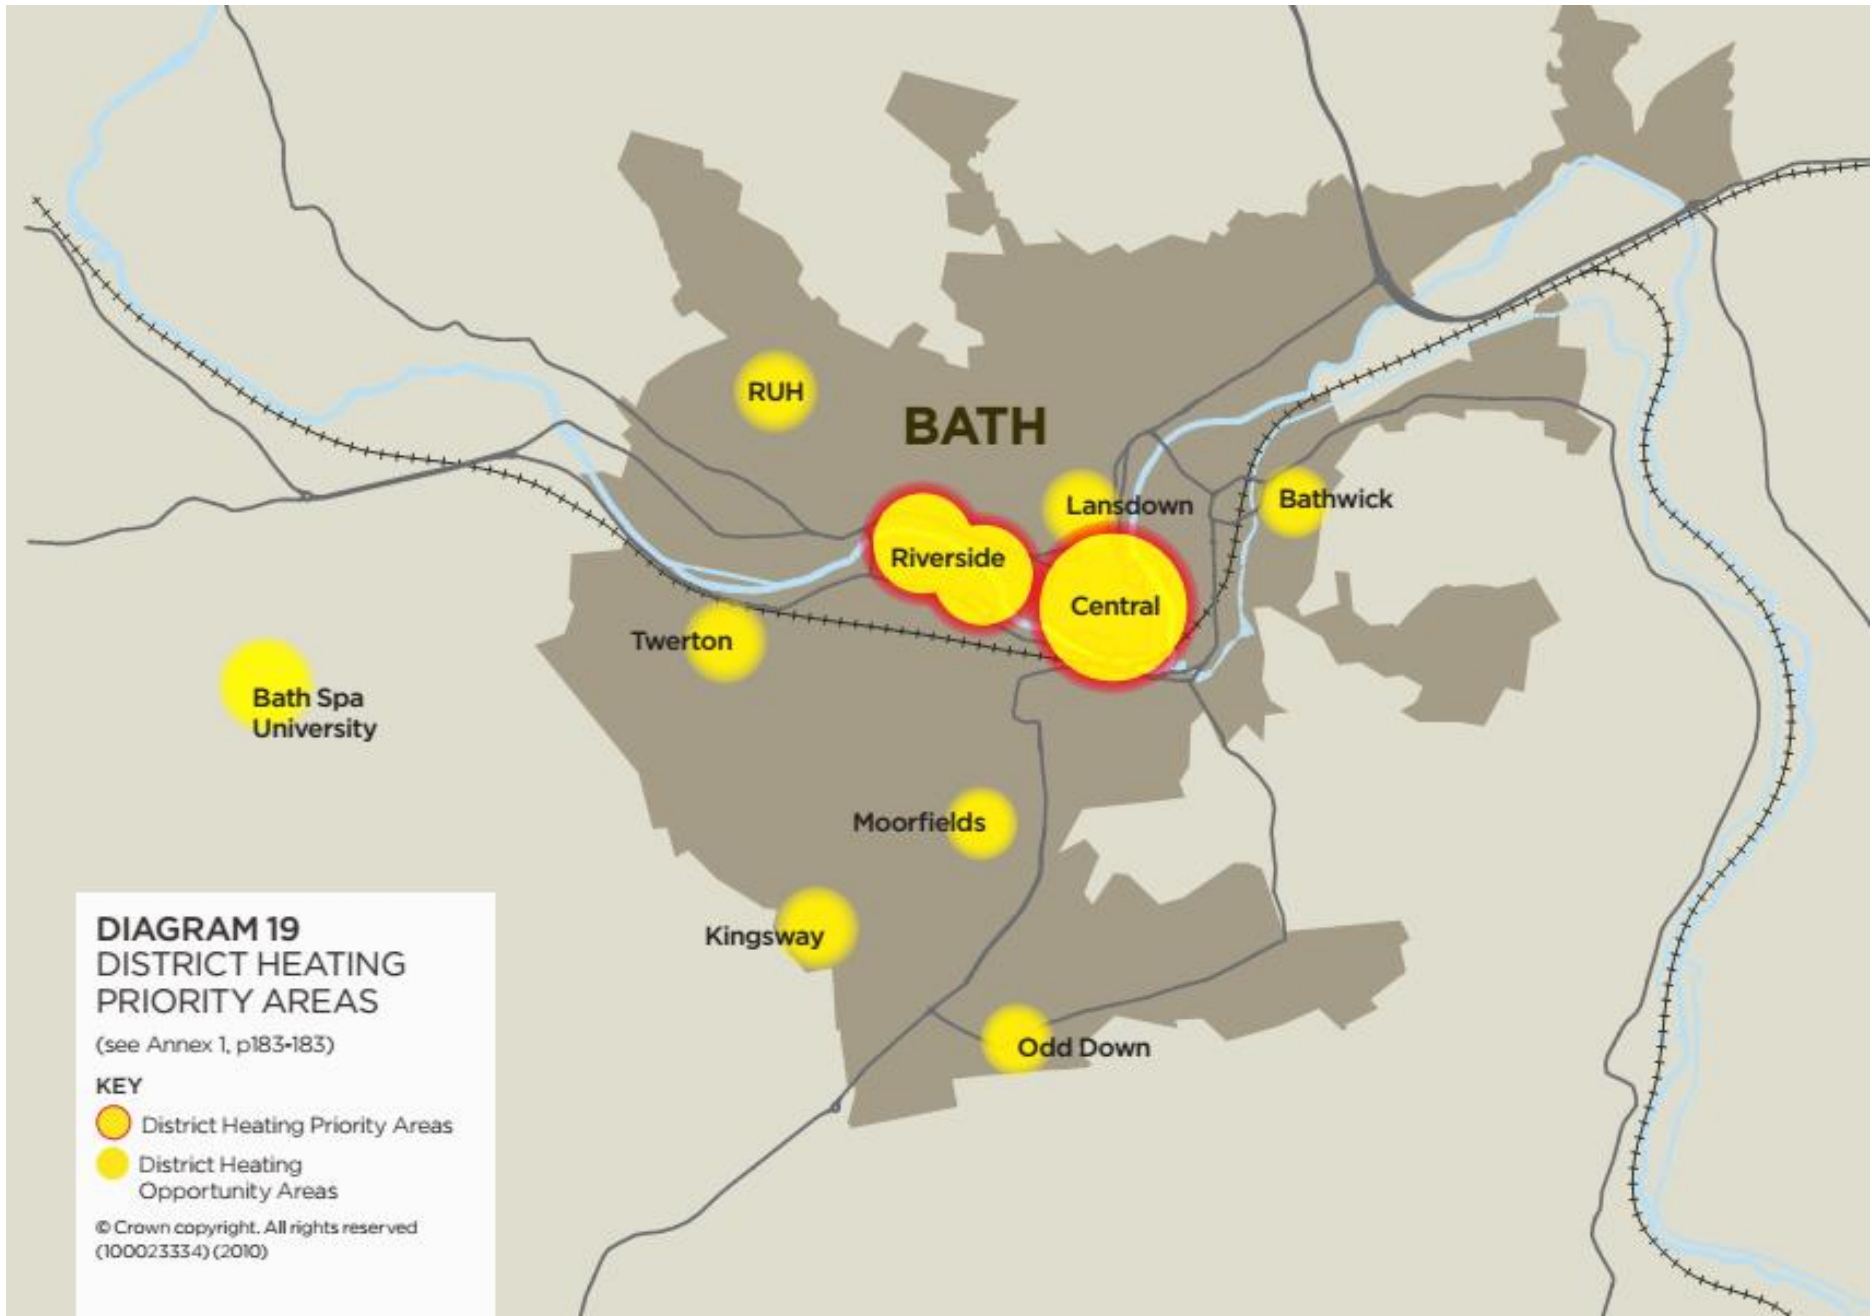 RUH
BATH
Lansdown
Bathwick
Riverside
Central
Twerton
Bath Spa
University
Moorfields
Kingsway
Odd Down
DIAGRAM 19
DISTRICT HEATING
PRIORITY AREAS
(see Annex 1, p183-183)
KEY
District Heating Priority Areas
District Heating
Opportunity Areas
© Crown copyright. All rights reserved
(100023334) (2010)